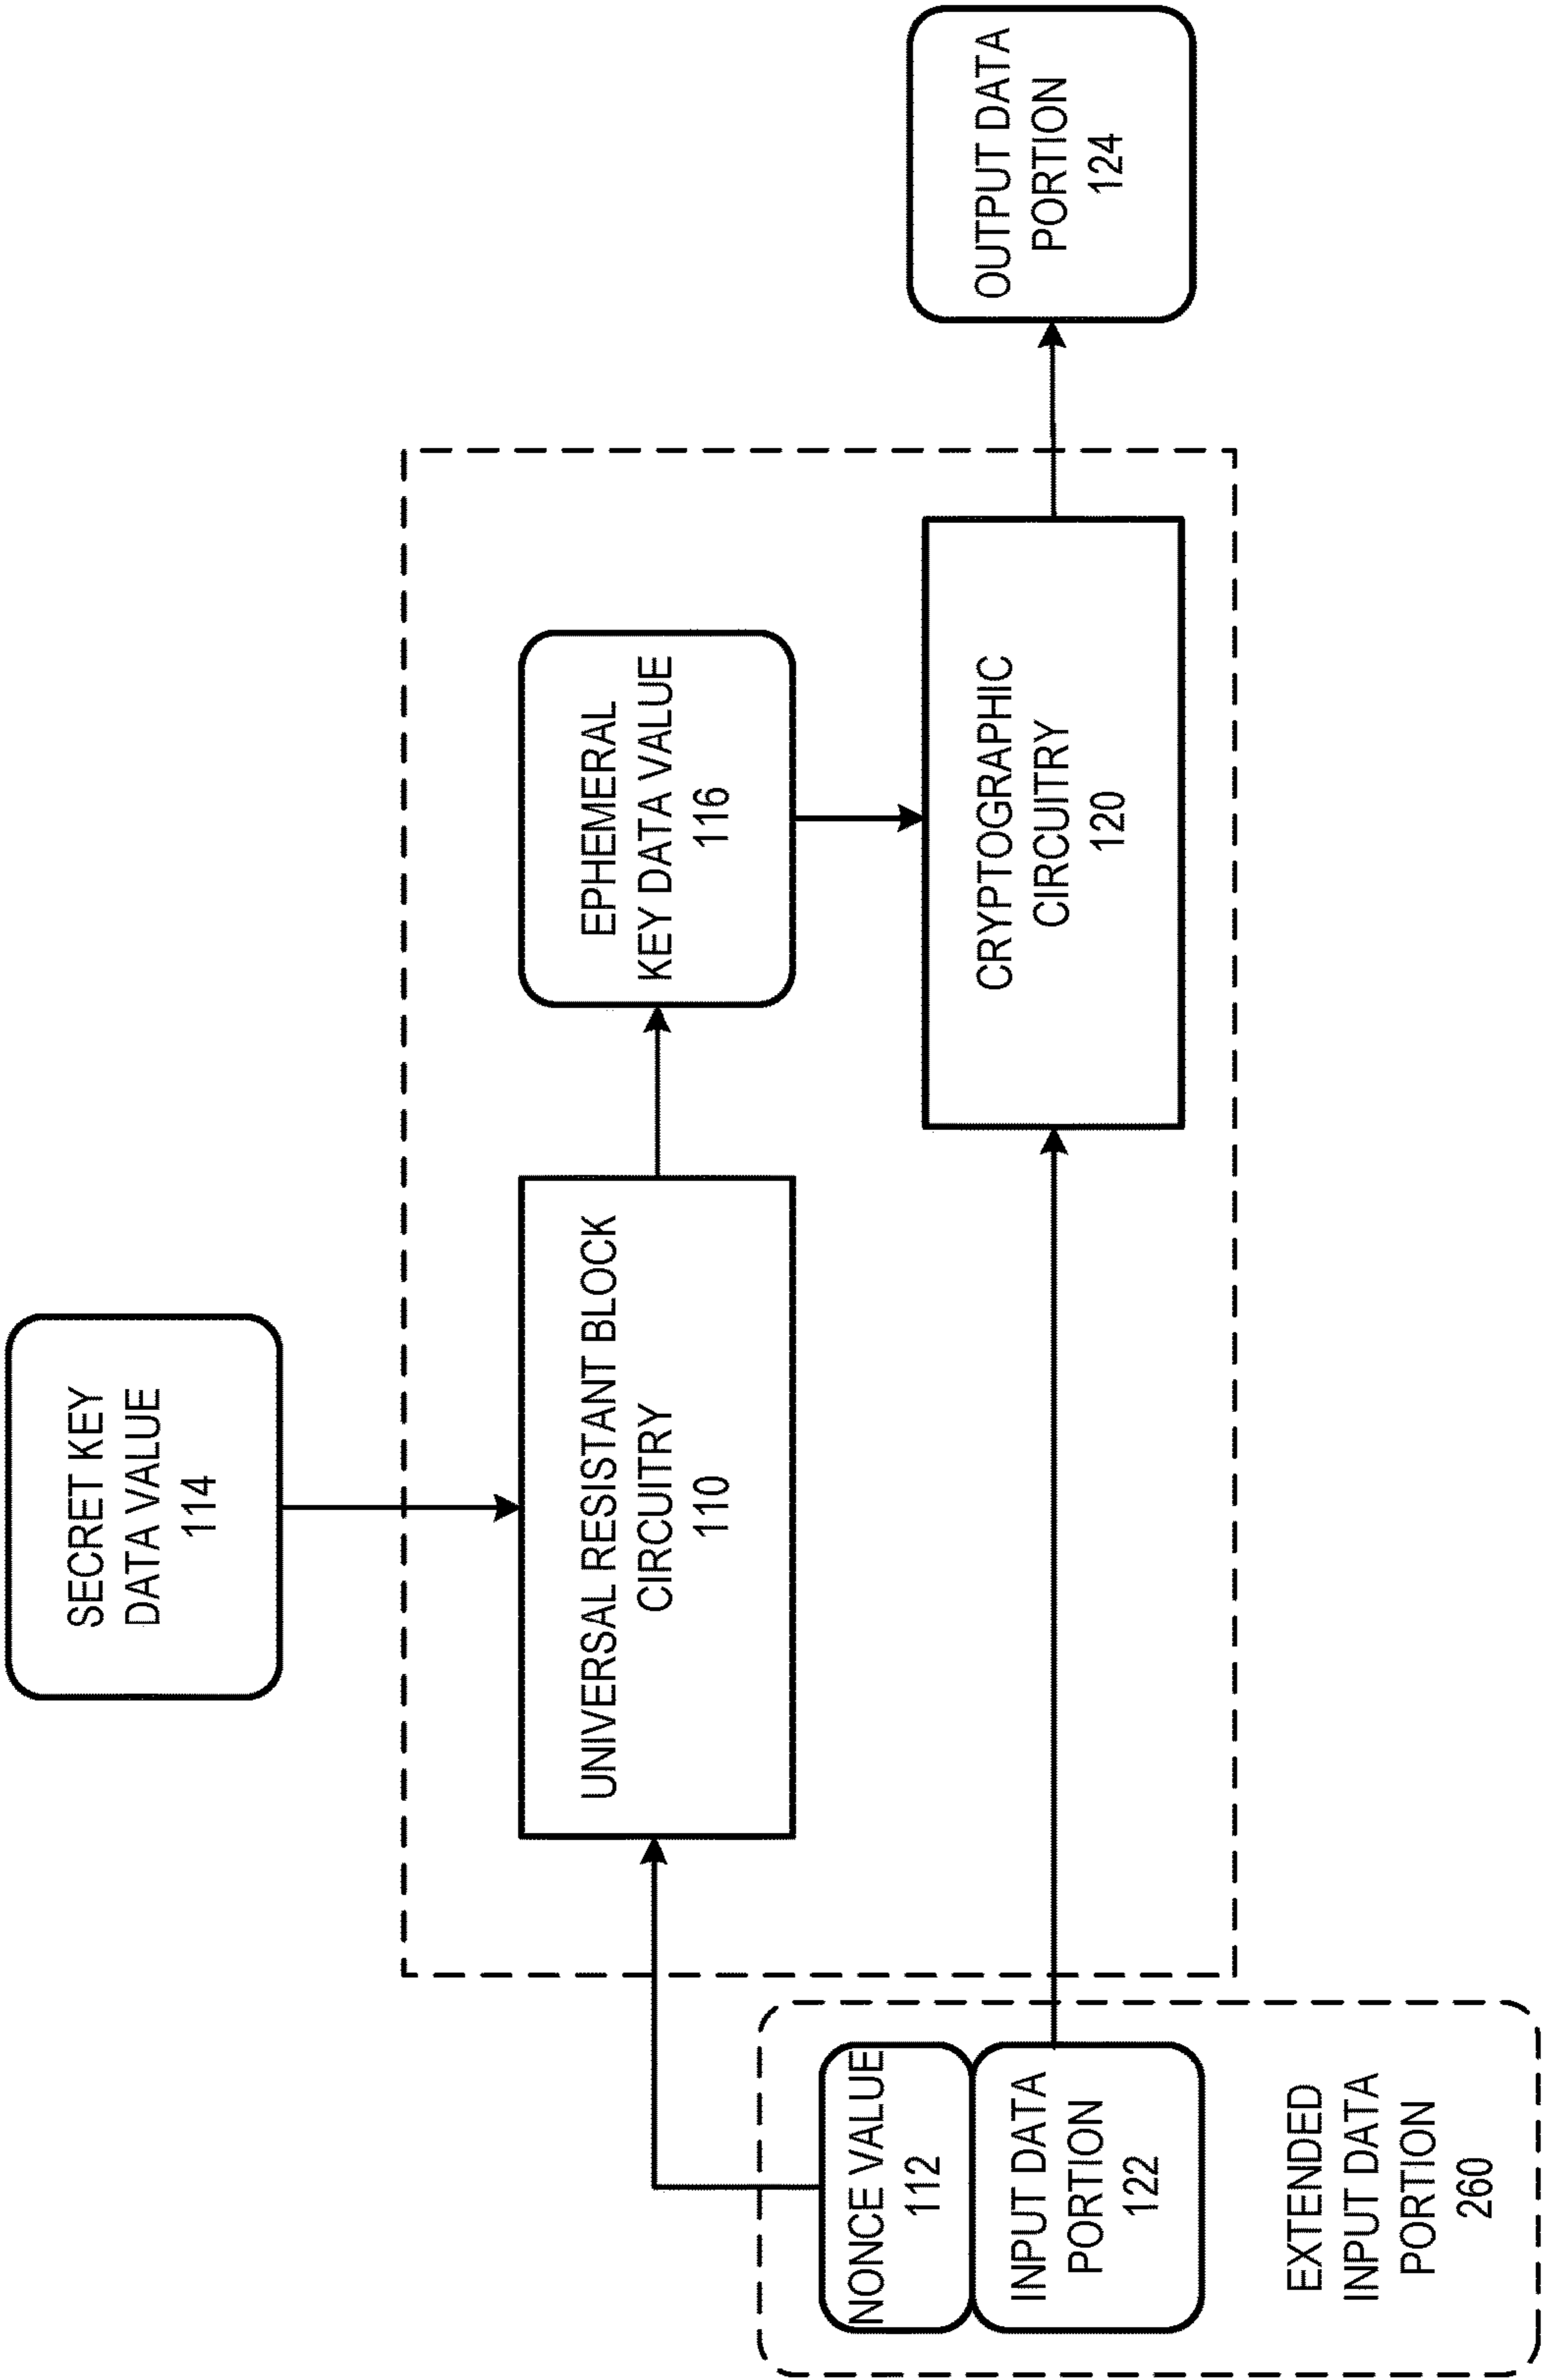 SECRET KEY
DATA VALUE
114
UNIVERSAL RESISTANT BLOCK
CIRCUITRY
110
EPHEMERAL
KEY DATA VALUE
116
NONCE VALUE
112
INPUT DATA
PORTION
122
EXTENDED
INPUT DATA
PORTION
260
CRYPTOGRAPHIC
CIRCUITRY
120
OUTPUT DATA
PORTION
124